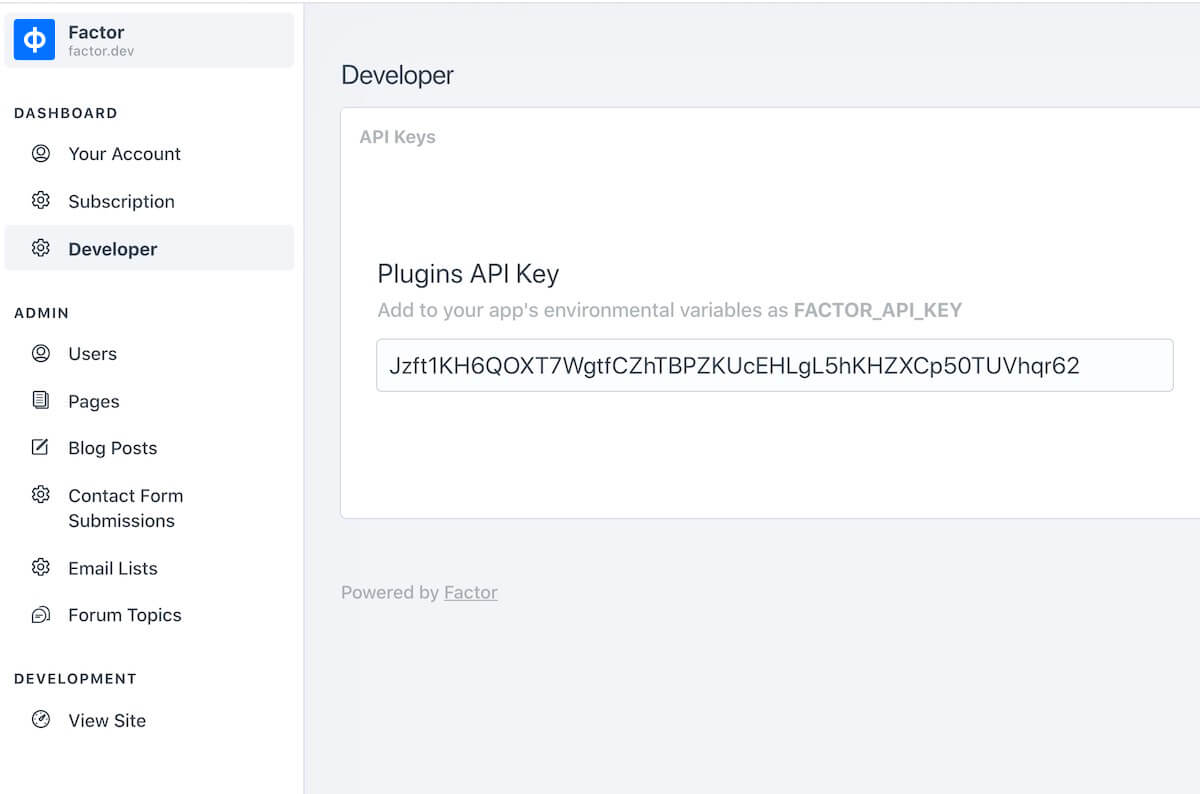 Factor
factor.dev
DASHBOARD
Your Account
Subscription
Developer
ADMIN
Users
Pages
Blog Posts
Contact Form
Submissions
Email Lists
Forum Topics
DEVELOPMENT
View Site
Developer
API Keys
Plugins API Key
Add to your app's environmental variables as FACTOR_API_KEY
Jzft1KH6QOXT7WgtfCZhTBPZKUcEHLgL5hKHZXCp50TUVhqr62
Powered by Factor